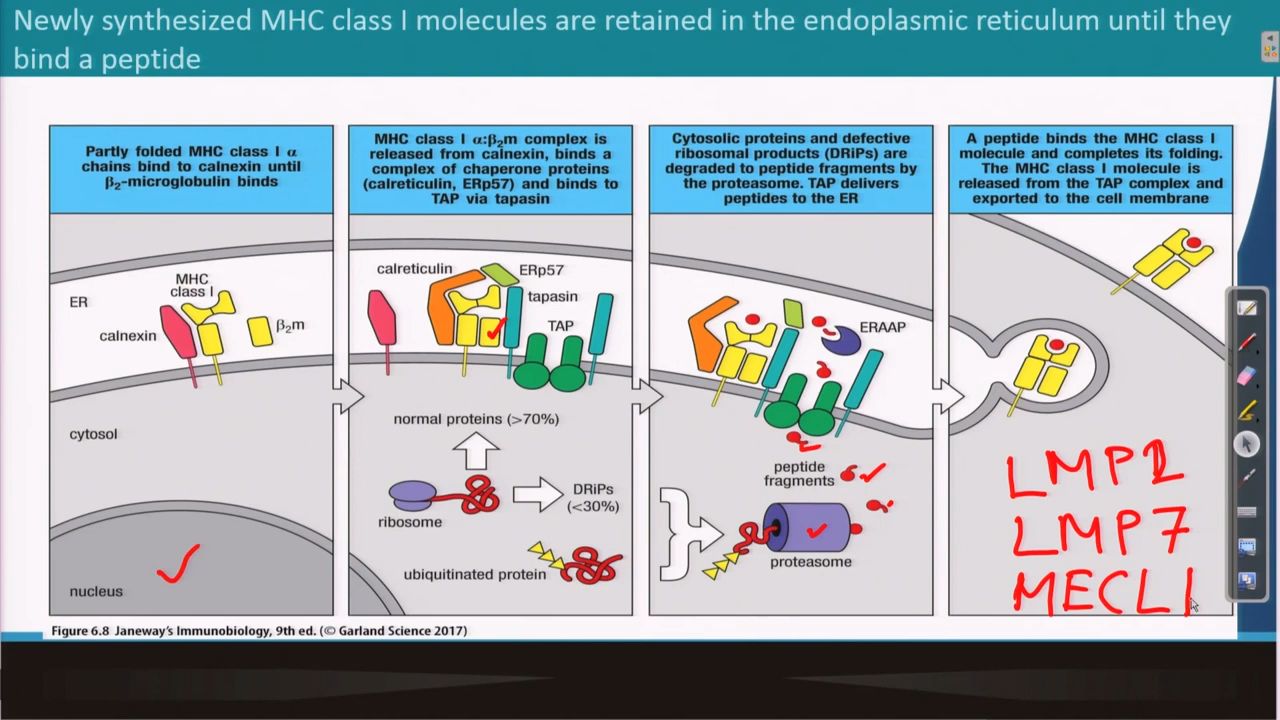 Newly synthesized MHC class I molecules are retained in the endoplasmic reticulum until they
bind a peptide
Partly folded MHC class I α
chains bind to calnexin until
β2-microglobulin binds
MHC class I α:β2m complex is
released from calnexin, binds a
complex of chaperone proteins
(calreticulin, ERp57) and binds to
TAP via tapasin
Cytosolic proteins and defective
ribosomal products (DRiPs) are
degraded to peptide fragments by
the proteasome. TAP delivers
peptides to the ER
A peptide binds the MHC class I
molecule and completes its folding.
The MHC class I molecule is
released from the TAP complex and
exported to the cell membrane
ER
MHC
class I
calnexin
β2m
cytosol
nucleus
calreticulin
ERp57
tapasin
TAP
normal proteins (>70%)
ribosome
DRiPs
(<30%)
ubiquitinated protein
ERAAP
peptide
fragments
proteasome
LMP2
LMP7
MECL1
Figure 6.8 Janeway's Immunobiology, 9th ed. (© Garland Science 2017)